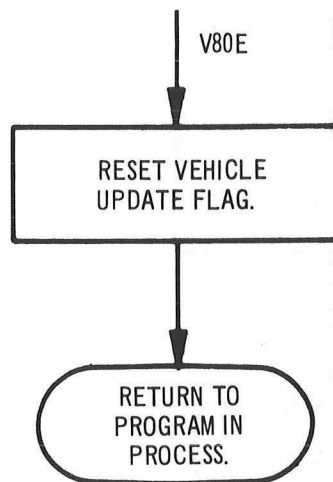 V80E
RESET VEHICLE
UPDATE FLAG.
RETURN TO
PROGRAM IN
PROCESS.